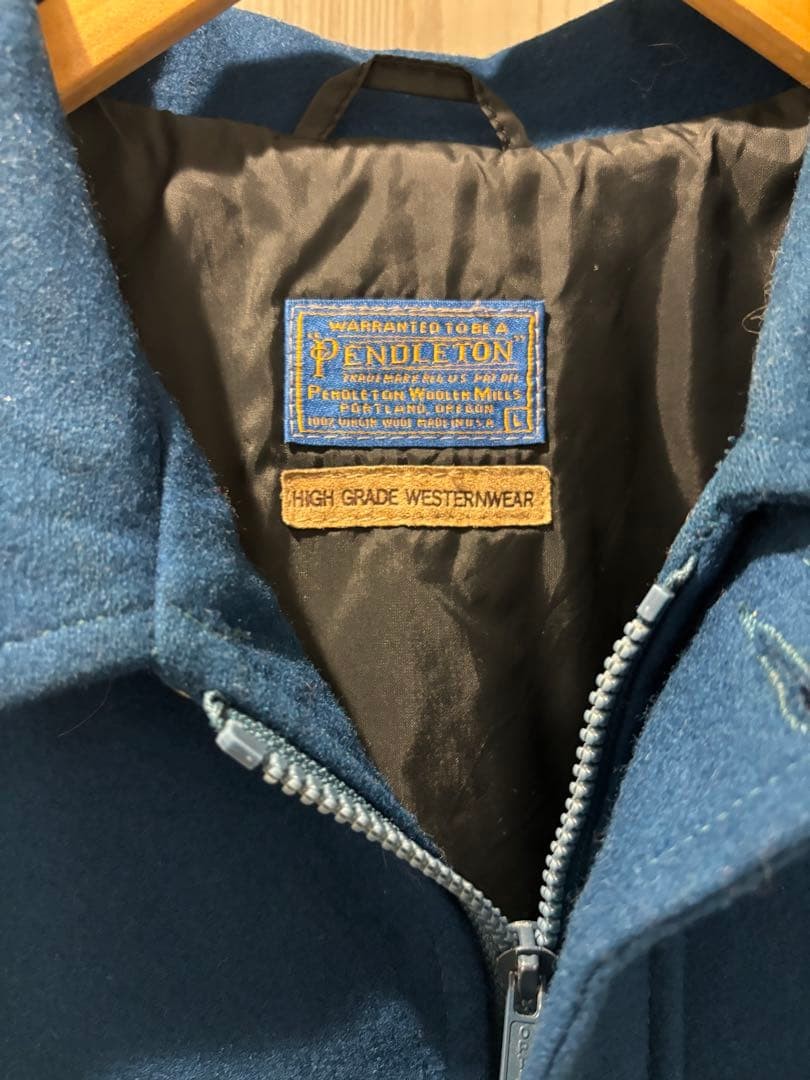 WARRANTED TO BE A
"PENDLETON"
TRADE MARK REG. U.S. PAT. OFF.
PENDLETON WOOLEN MILLS
PORTLAND, OREGON
100% VIRGIN WOOL MADE IN U.S.A. L
HIGH GRADE WESTERNWEAR